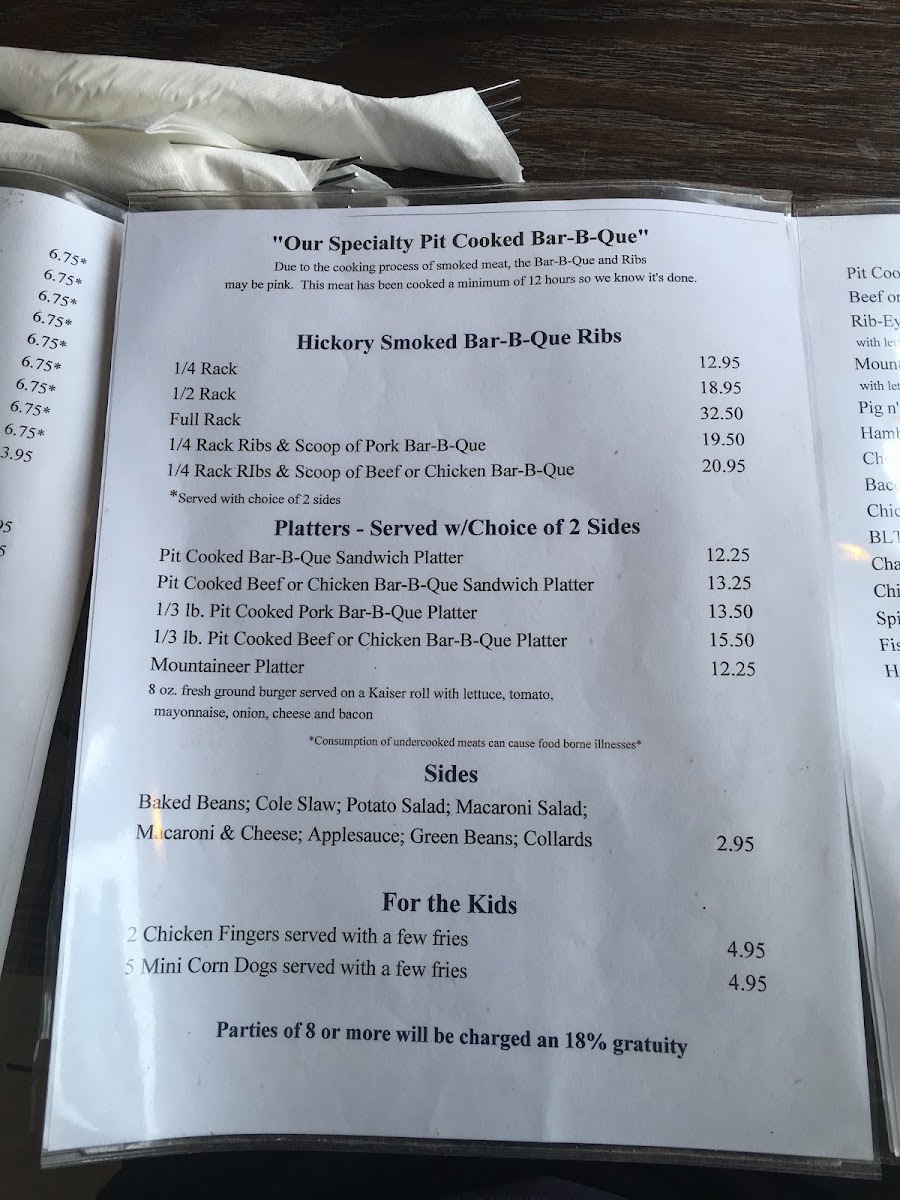 6.75*
6.75*
6.75*
6.75*
6.75*
6.75*
6.75*
6.75*
6.75*
3.95
"Our Specialty Pit Cooked Bar-B-Que"
Due to the cooking process of smoked meat, the Bar-B-Que and Ribs
may be pink. This meat has been cooked a minimum of 12 hours so we know it's done.
Hickory Smoked Bar-B-Que Ribs
1/4 Rack 12.95
1/2 Rack 18.95
Full Rack 32.50
1/4 Rack Ribs & Scoop of Pork Bar-B-Que 19.50
1/4 Rack RIbs & Scoop of Beef or Chicken Bar-B-Que 20.95
*Served with choice of 2 sides
Platters - Served w/Choice of 2 Sides
Pit Cooked Bar-B-Que Sandwich Platter 12.25
Pit Cooked Beef or Chicken Bar-B-Que Sandwich Platter 13.25
1/3 lb. Pit Cooked Pork Bar-B-Que Platter 13.50
1/3 lb. Pit Cooked Beef or Chicken Bar-B-Que Platter 15.50
Mountaineer Platter 12.25
8 oz. fresh ground burger served on a Kaiser roll with lettuce, tomato,
mayonnaise, onion, cheese and bacon
*Consumption of undercooked meats can cause food borne illnesses*
Sides
Baked Beans; Cole Slaw; Potato Salad; Macaroni Salad;
Macaroni & Cheese; Applesauce; Green Beans; Collards 2.95
For the Kids
2 Chicken Fingers served with a few fries 4.95
5 Mini Corn Dogs served with a few fries 4.95
Parties of 8 or more will be charged an 18% gratuity
Pit
Beef or
Rib-Ey
with
with
Pig n'
BLT